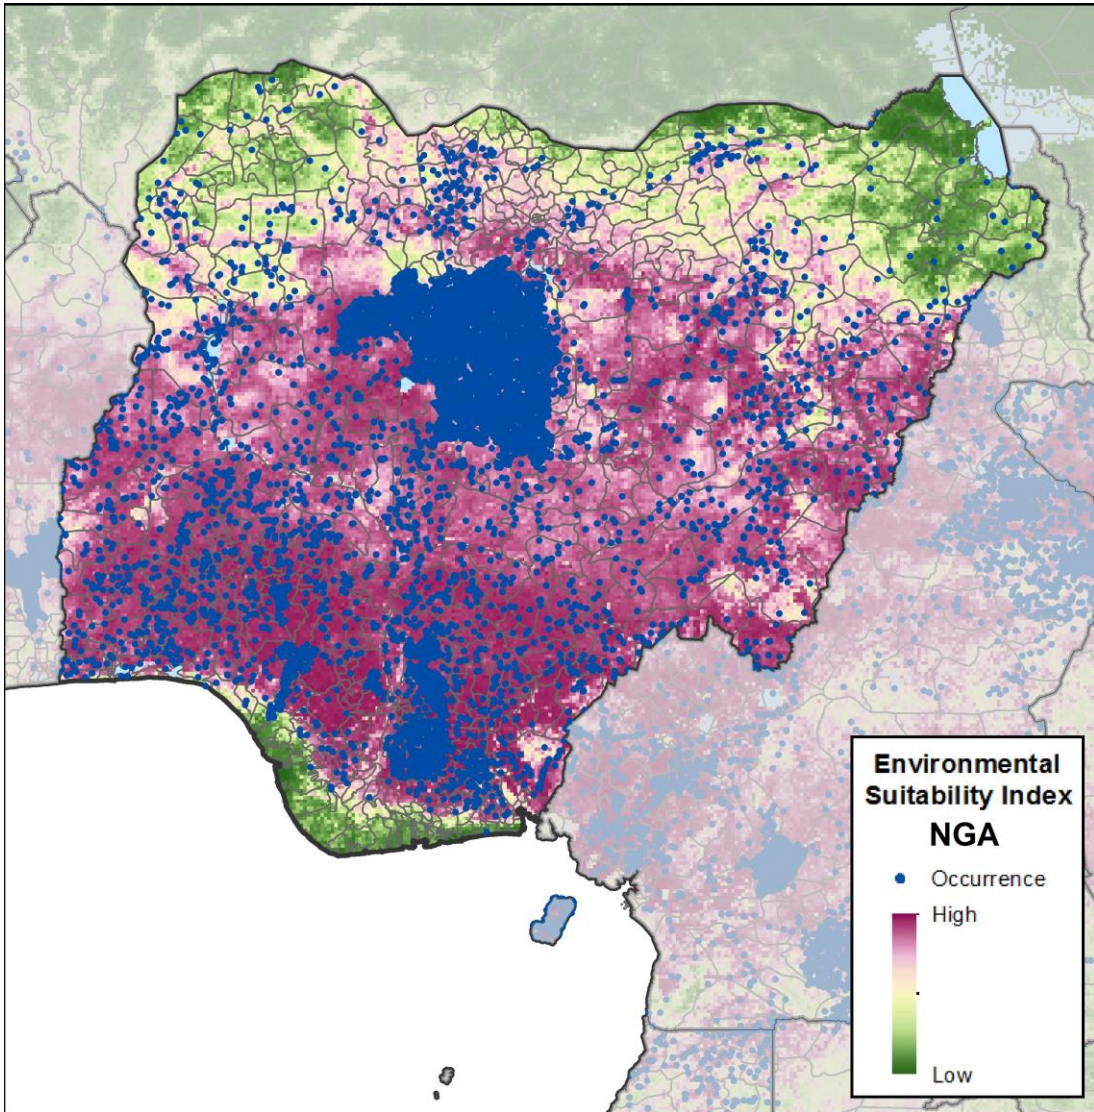 Environmental
Suitability Index
NGA
Occurrence
High
Low